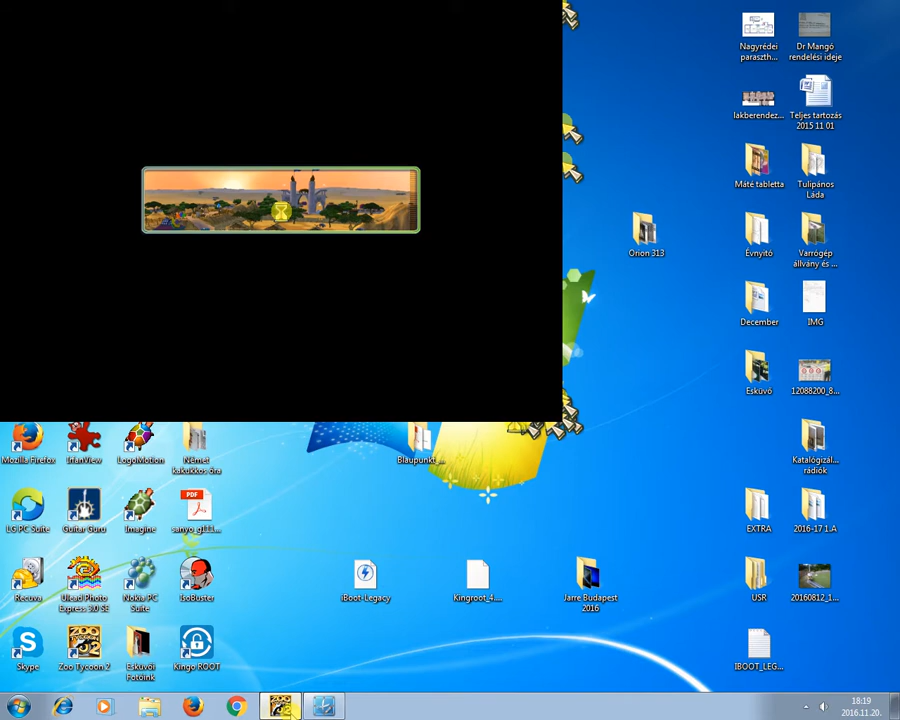 Nagyrédei
paraszth...
Dr Mangó
rendelési ideje
lakberendez...
Teljes tartozás
2015 11 01
Máté tabletta
Tulipános
Láda
Orion 313
Évnyitó
Varrógép
állvány és ...
December
IMG
Esküvő
12088200_8...
Mozilla Firefox
IrfanView
LogoMotion
Német
kakukkos óra
Blaupunkt_...
Katalógizál...
rádiók
LG PC Suite
Guitar Guru
Imagine
PDF
sanyo_g111...
EXTRA
2016-17 1.A
Recuva
Ulead Photo
Express 3.0 SE
Nokia PC
Suite
IsoBuster
iBoot-Legacy
Kingroot_4....
Jarre Budapest
2016
USR
20160812_1...
Skype
Zoo Tycoon 2
Esküvői
Fotóink
Kingo ROOT
IBOOT_LEG...
18:19
2016.11.20.